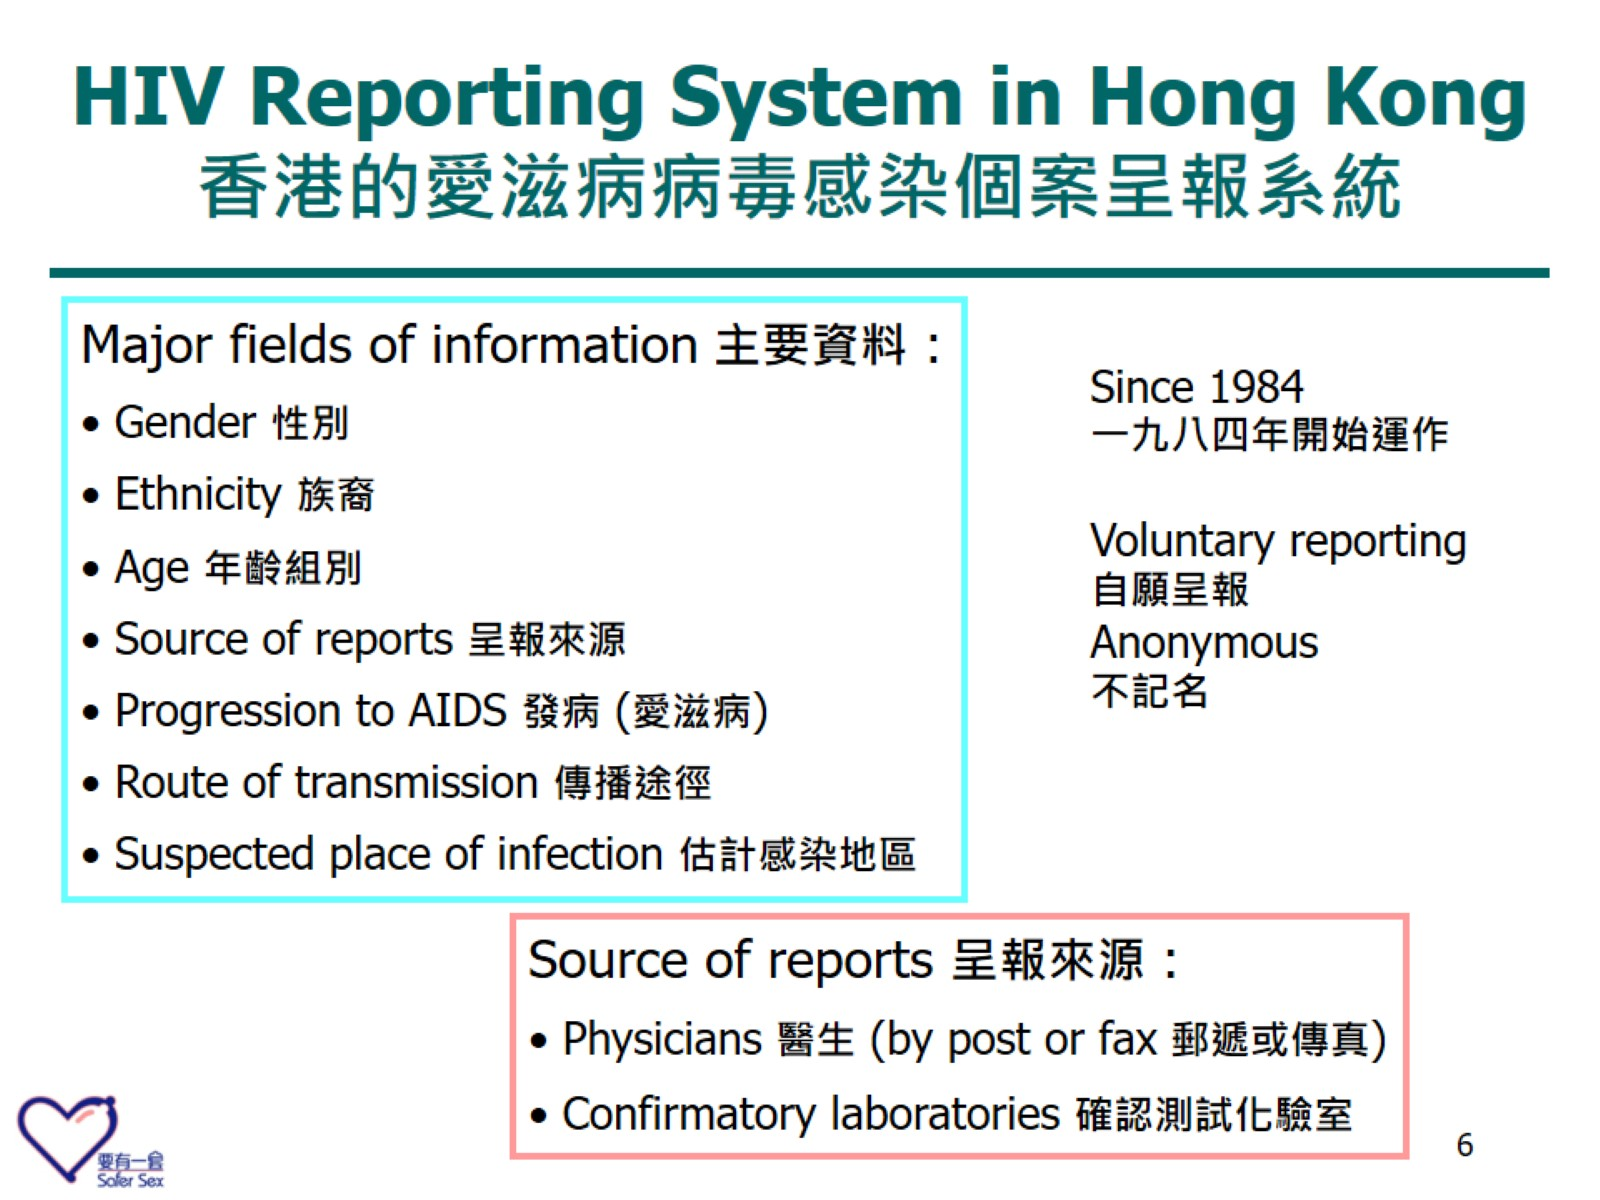 HIV Reporting System in Hong Kong
香港的愛滋病病毒感染個案呈報系統
Major fields of information 主要資料：
• Gender 性別
• Ethnicity 族裔
• Age 年齡組別
• Source of reports 呈報來源
• Progression to AIDS 發病 (愛滋病)
• Route of transmission 傳播途徑
• Suspected place of infection 估計感染地區
Since 1984
一九八四年開始運作
Voluntary reporting
自願呈報
Anonymous
不記名
Source of reports 呈報來源：
• Physicians 醫生 (by post or fax 郵遞或傳真)
• Confirmatory laboratories 確認測試化驗室
要有一套
Safer Sex
6